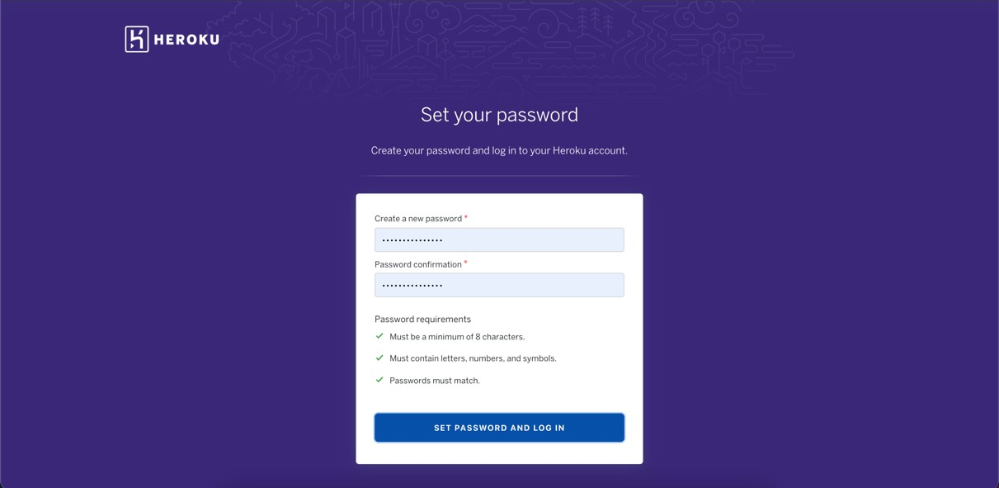 HEROKU
Set your password
Create your password and log in to your Heroku account.
Create a new password *
•••••••••••••••
Password confirmation *
•••••••••••••••
Password requirements
Must be a minimum of 8 characters.
Must contain letters, numbers, and symbols.
Passwords must match.
SET PASSWORD AND LOG IN